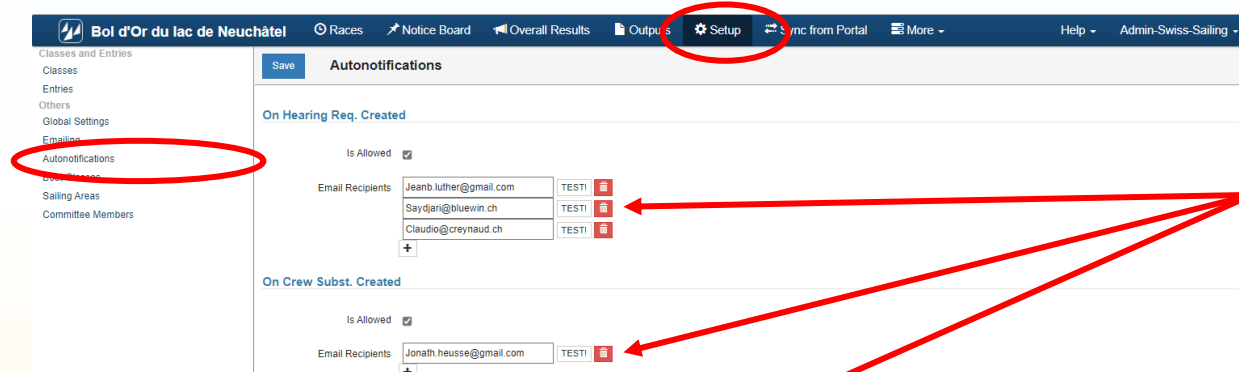 Bol d'Or du lac de Neuchâtel Races Notice Board Overall Results Outputs Setup Sync from Portal More Help Admin-Swiss-Sailing
Classes and Entries
Classes
Entries
Others
Global Settings
Emailing
Autonotifications
Sailing Areas
Committee Members
Save Autonotifications
On Hearing Req. Created
Is Allowed
Email Recipients Jeanb.luther@gmail.com TEST!
Saydjari@bluewin.ch TEST!
Claudio@creynaud.ch TEST!
+
On Crew Subst. Created
Is Allowed
Email Recipients Jonath.heusse@gmail.com TEST!
+